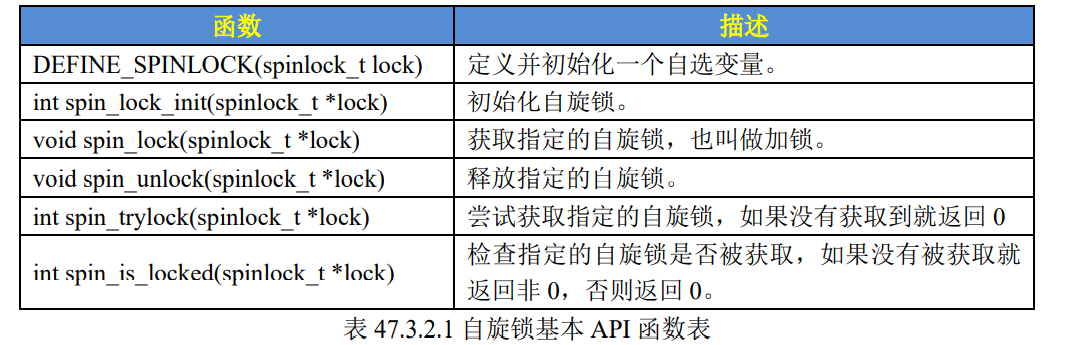 函数 描述
DEFINE_SPINLOCK(spinlock_t lock) 定义并初始化一个自选变量。
int spin_lock_init(spinlock_t *lock) 初始化自旋锁。
void spin_lock(spinlock_t *lock) 获取指定的自旋锁，也叫做加锁。
void spin_unlock(spinlock_t *lock) 释放指定的自旋锁。
int spin_trylock(spinlock_t *lock) 尝试获取指定的自旋锁，如果没有获取到就返回 0
int spin_is_locked(spinlock_t *lock) 检查指定的自旋锁是否被获取，如果没有被获取就
返回非 0，否则返回 0。
表 47.3.2.1 自旋锁基本 API 函数表